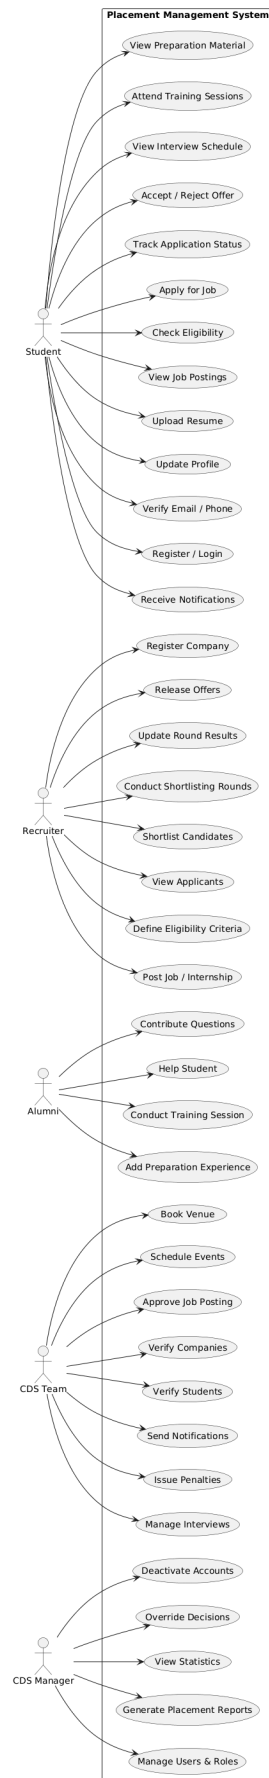 Placement Management System
View Preparation Material
Attend Training Sessions
View Interview Schedule
Accept / Reject Offer
Track Application Status
Apply for Job
Check Eligibility
Student
View Job Postings
Upload Resume
Update Profile
Verify Email / Phone
Register / Login
Receive Notifications
Register Company
Release Offers
Update Round Results
Conduct Shortlisting Rounds
Recruiter
Shortlist Candidates
View Applicants
Define Eligibility Criteria
Post Job / Internship
Contribute Questions
Help Student
Alumni
Conduct Training Session
Add Preparation Experience
Book Venue
Schedule Events
Approve Job Posting
Verify Companies
CDS Team
Verify Students
Send Notifications
Issue Penalties
Manage Interviews
Deactivate Accounts
Override Decisions
View Statistics
CDS Manager
Generate Placement Reports
Manage Users & Roles